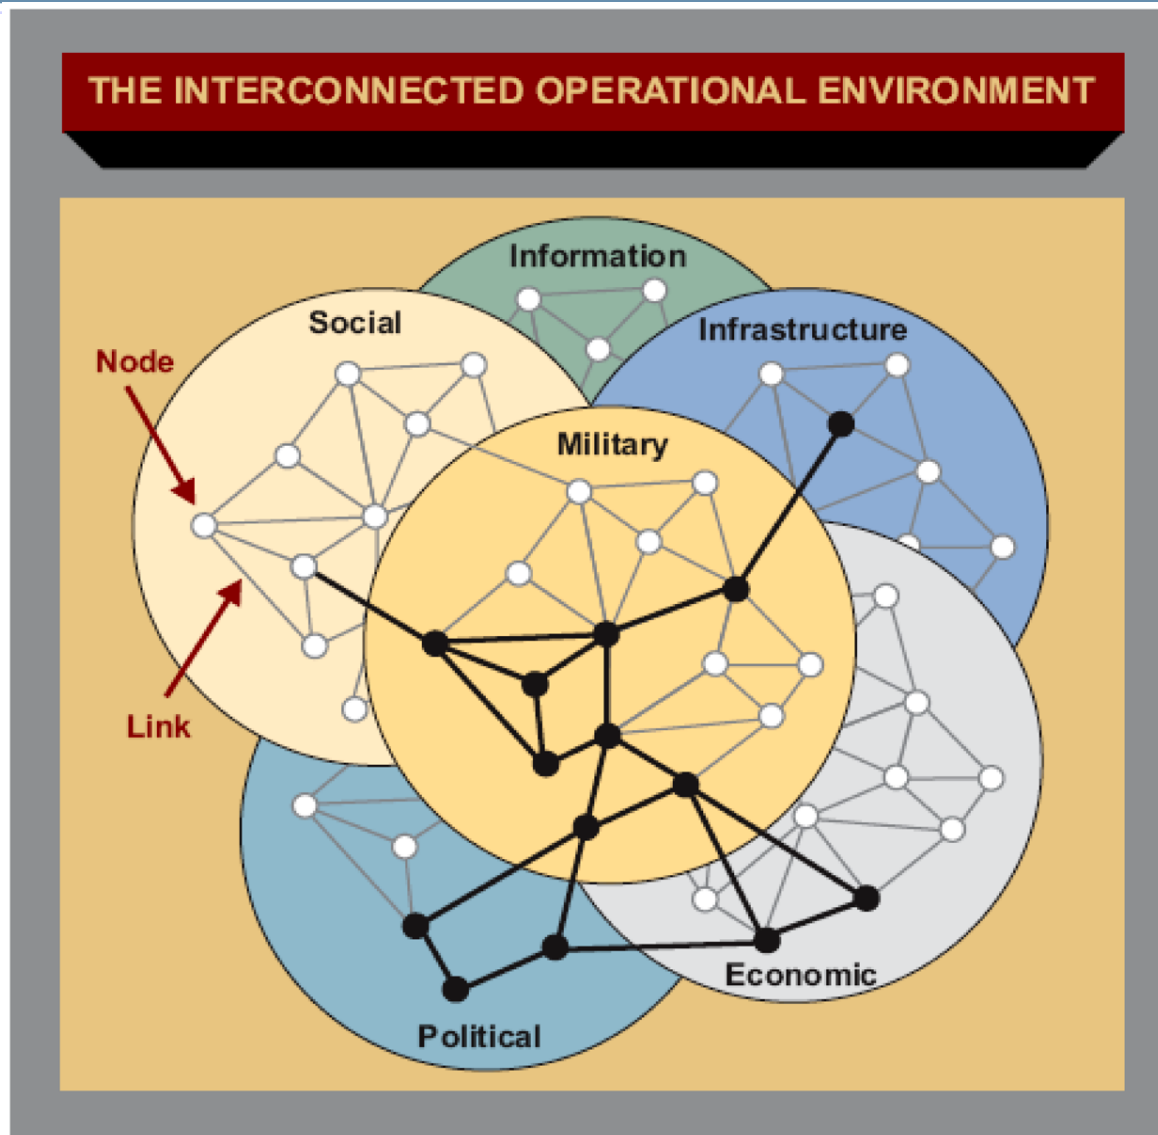 THE INTERCONNECTED OPERATIONAL ENVIRONMENT
Information
Social
Infrastructure
Node
Military
Link
Economic
Political